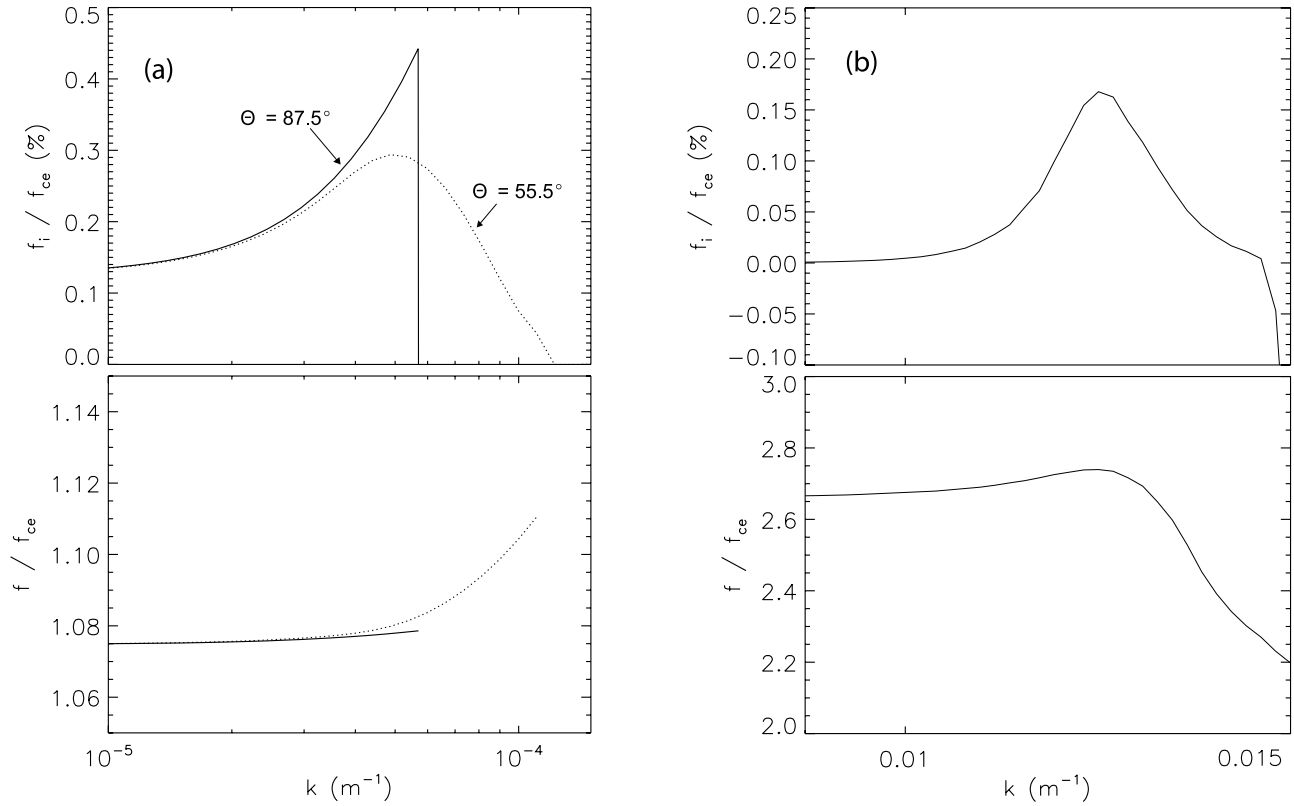 (a)
0.5
0.4
0.3
0.2
0.1
0.0
f_i / f_ce (%)
Θ = 87.5°
Θ = 55.5°
1.14
1.12
1.10
1.08
1.06
f / f_ce
10^-5
10^-4
k (m^-1)
(b)
0.25
0.20
0.15
0.10
0.05
0.00
−0.05
−0.10
f_i / f_ce (%)
3.0
2.8
2.6
2.4
2.2
2.0
f / f_ce
0.01
0.015
k (m^-1)